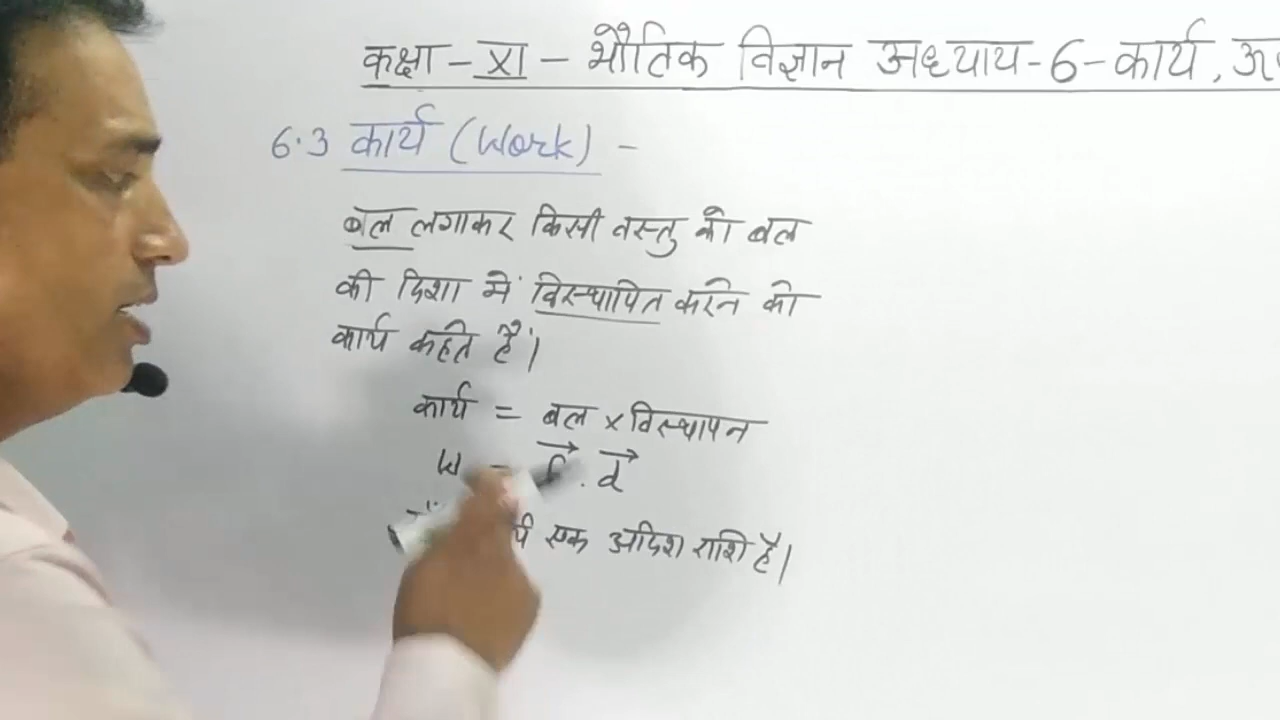 कक्षा - XI - भौतिक विज्ञान अध्याय-6-कार्य,
6.3 कार्य (Work) -
बल लगाकर किसी वस्तु को बल
की दिशा में विस्थापित करने को
कार्य कहते हैं।
कार्य = बल × विस्थापन
W = F⃗ . d⃗
एक अदिश राशि है।